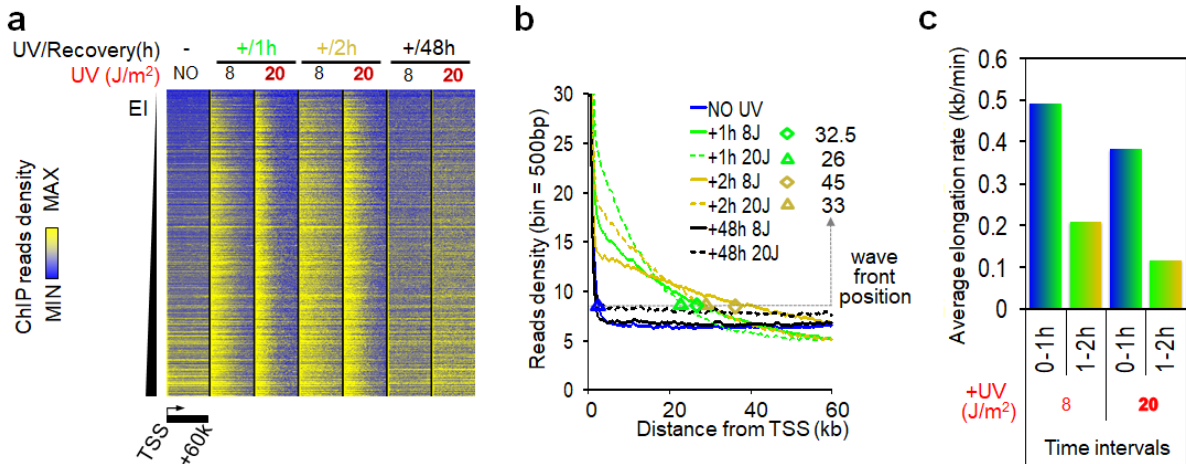 a
UV/Recovery(h) - +/1h +/2h +/48h
UV (J/m²) NO 8 20 8 20 8 20
EI
ChIP reads density
MIN MAX
TSS
+60k
b
Reads density (bin = 500bp)
30
25
20
15
10
5
0
NO UV
+1h 8J 32.5
+1h 20J 26
+2h 8J 45
+2h 20J 33
+48h 8J
+48h 20J
wave
front
position
0 20 40 60
Distance from TSS (kb)
c
Average elongation rate (kb/min)
0.6
0.5
0.4
0.3
0.2
0.1
0
0-1h 1-2h 0-1h 1-2h
+UV
(J/m²) 8 20
Time intervals